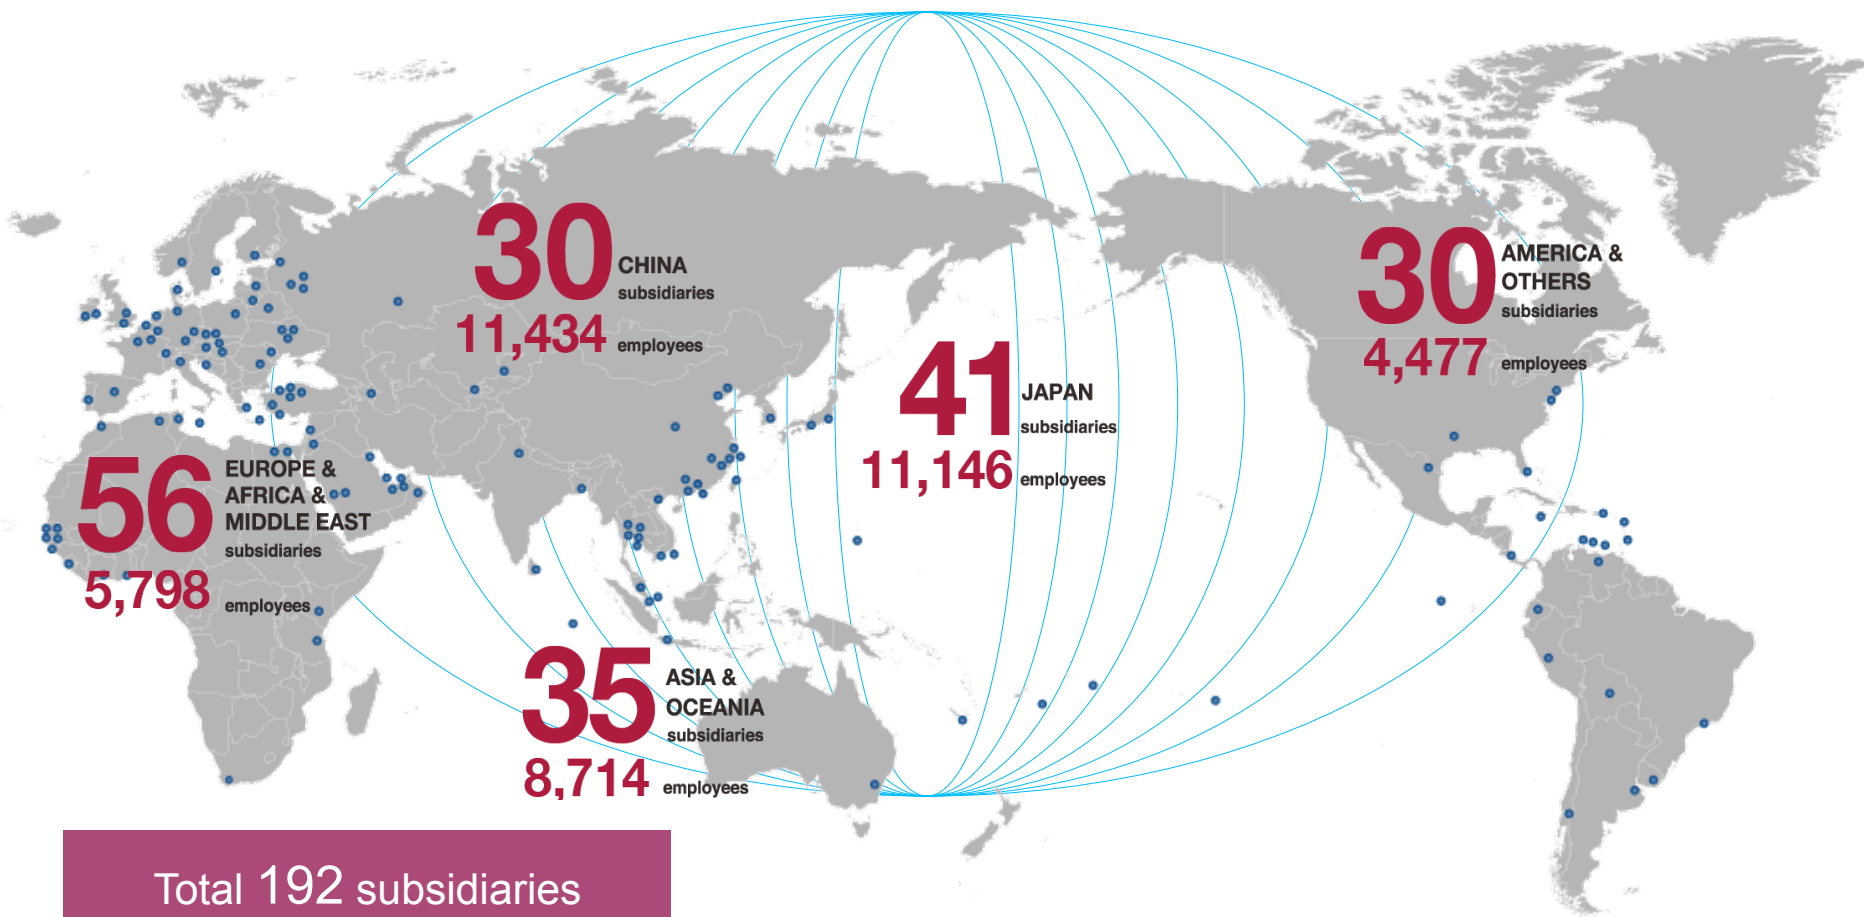 30 CHINA
subsidiaries
11,434 employees
30 AMERICA &
OTHERS
subsidiaries
4,477 employees
41 JAPAN
subsidiaries
11,146 employees
56 EUROPE &
AFRICA &
MIDDLE EAST
subsidiaries
5,798 employees
35 ASIA &
OCEANIA
subsidiaries
8,714 employees
Total 192 subsidiaries